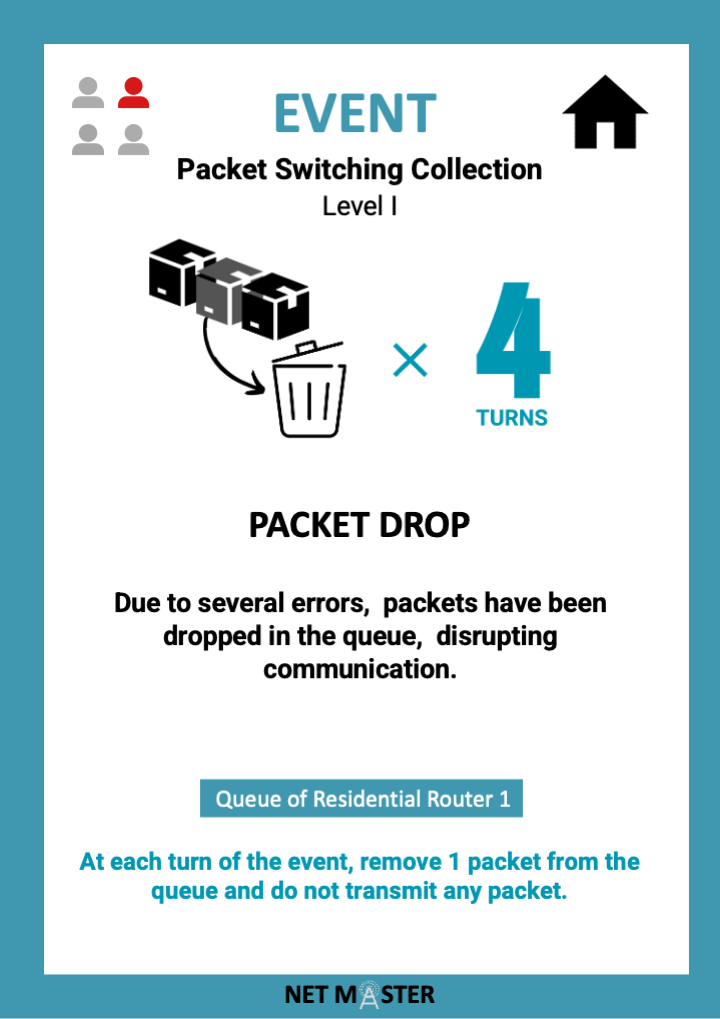 EVENT
Packet Switching Collection
Level I
× 4
TURNS
PACKET DROP
Due to several errors, packets have been
dropped in the queue, disrupting
communication.
Queue of Residential Router 1
At each turn of the event, remove 1 packet from the
queue and do not transmit any packet.
NET MASTER